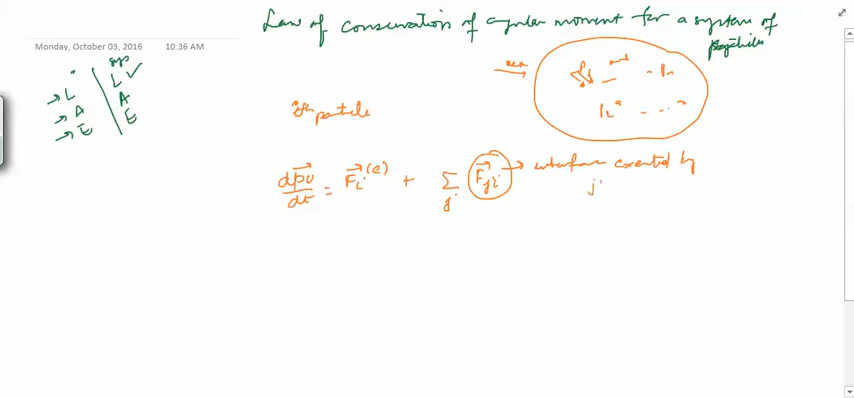 Law of conservation of angular moment for a system of
particles
Monday, October 03, 2016 10:36 AM
sys
→ L L ✓
→ A A
→ E E
ith particle
dpi/dt = Fi(e) + Σj Fji → interforce exerted by
j